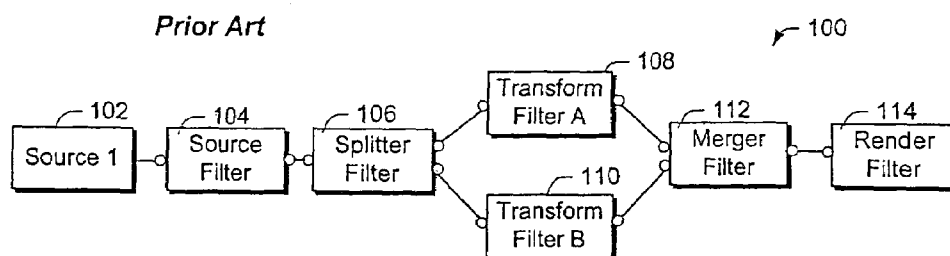 Prior Art
100
108
Transform
Filter A
102
Source 1
104
Source
Filter
106
Splitter
Filter
112
Merger
Filter
114
Render
Filter
110
Transform
Filter B